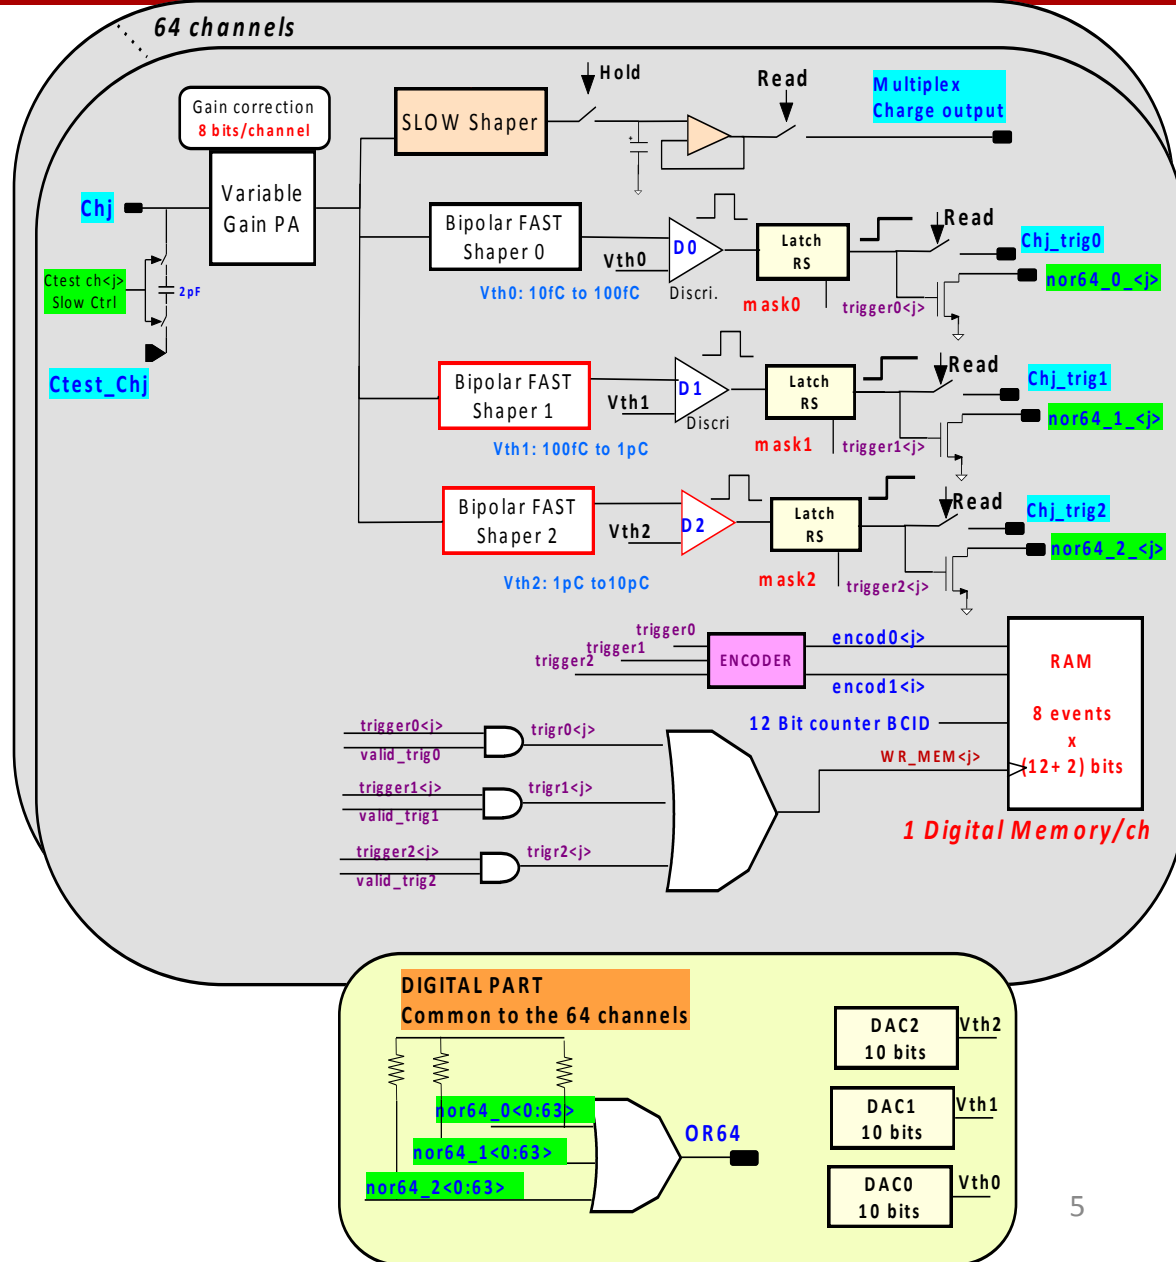 64 channels
Gain correction
8 bits/channel
Variable
Gain PA
Chj
Ctest ch<j>
Slow Ctrl
2pF
Ctest_Chj
SLOW Shaper
Hold
Read
Multiplex
Charge output
Bipolar FAST
Shaper 0
Vth0
D0
Discri.
Vth0: 10fC to 100fC
Latch
RS
mask0
trigger0<j>
Read
Chj_trig0
nor64_0_<j>
Bipolar FAST
Shaper 1
Vth1
D1
Discri
Vth1: 100fC to 1pC
Latch
RS
mask1
trigger1<j>
Read
Chj_trig1
nor64_1_<j>
Bipolar FAST
Shaper 2
Vth2
D2
Vth2: 1pC to10pC
Latch
RS
mask2
trigger2<j>
Read
Chj_trig2
nor64_2_<j>
trigger0
trigger1
trigger2
ENCODER
encod0<j>
encod1<i>
12 Bit counter BCID
WR_MEM<j>
RAM
8 events
x
(12+ 2) bits
1 Digital Memory/ch
trigger0<j>
valid_trig0
trigr0<j>
trigger1<j>
valid_trig1
trigr1<j>
trigger2<j>
valid_trig2
trigr2<j>
DIGITAL PART
Common to the 64 channels
nor64_0<0:63>
nor64_1<0:63>
nor64_2<0:63>
OR64
DAC2
10 bits
Vth2
DAC1
10 bits
Vth1
DAC0
10 bits
Vth0
5